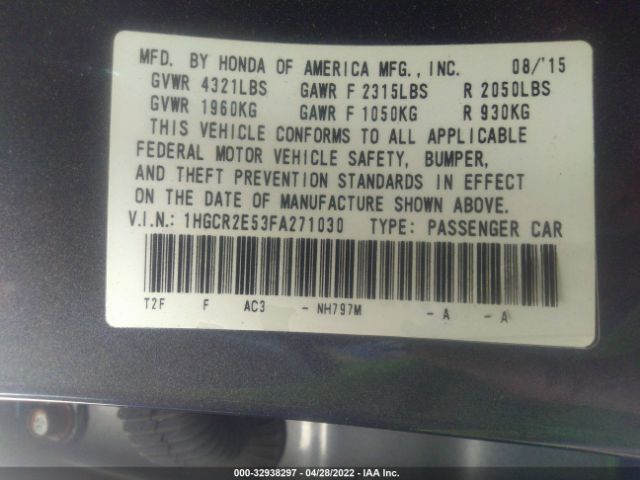 MFD. BY HONDA OF AMERICA MFG., INC. 08/'15
GVWR 4321LBS GAWR F 2315LBS R 2050LBS
GVWR 1960KG GAWR F 1050KG R 930KG
THIS VEHICLE CONFORMS TO ALL APPLICABLE
FEDERAL MOTOR VEHICLE SAFETY, BUMPER,
AND THEFT PREVENTION STANDARDS IN EFFECT
ON THE DATE OF MANUFACTURE SHOWN ABOVE.
V.I.N.: 1HGCR2E53FA271030 TYPE: PASSENGER CAR
T2F F AC3 - NH797M - A - A
000-32938297 - 04/28/2022 - IAA Inc.